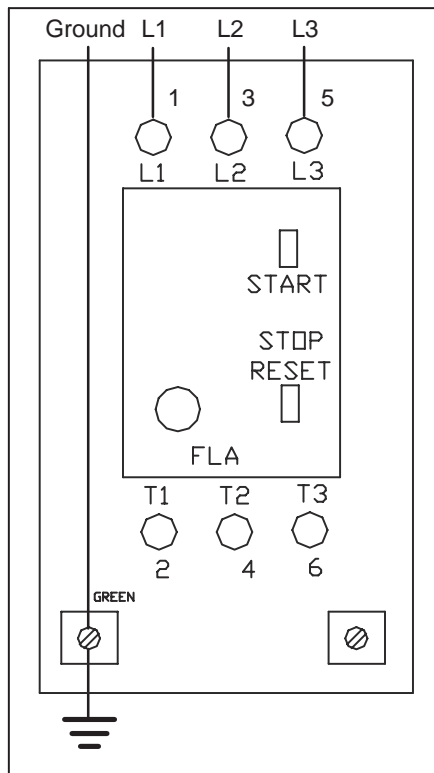 Ground L1 L2 L3
1 3 5
L1 L2 L3
START
STOP
RESET
FLA
T1 T2 T3
2 4 6
GREEN